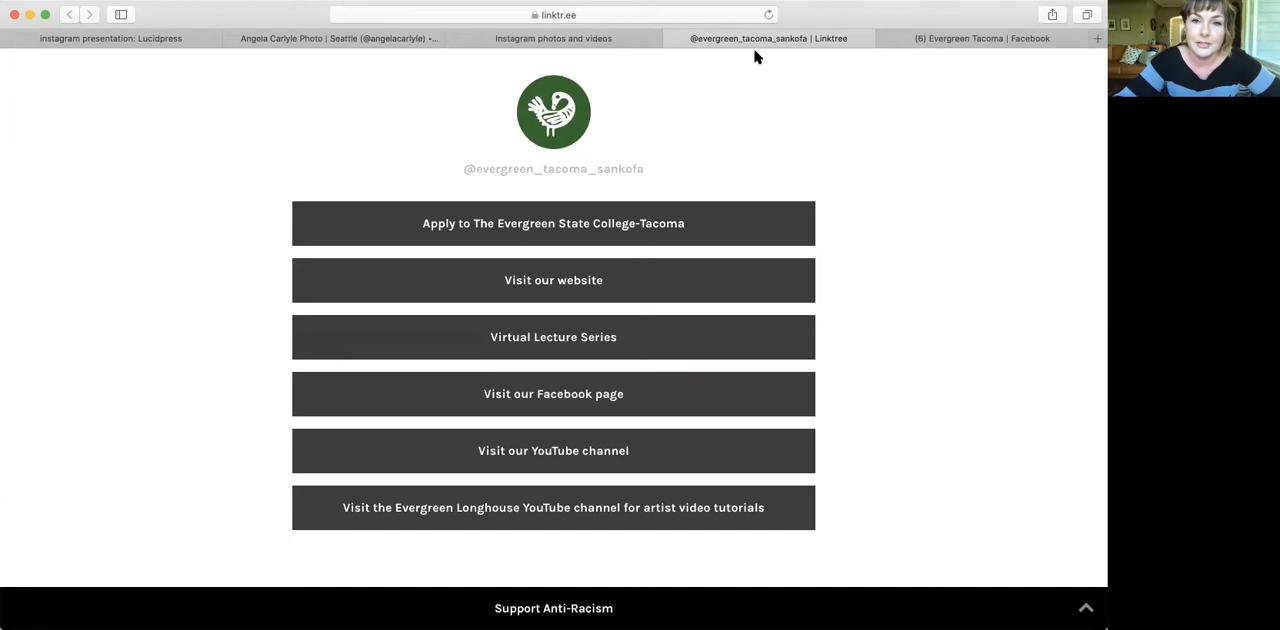 linktr.ee
instagram presentation: Lucidpress
Angela Carlyle Photo | Seattle (@angelacarlyle) •...
Instagram photos and videos
@evergreen_tacoma_sankofa | Linktree
(6) Evergreen Tacoma | Facebook
@evergreen_tacoma_sankofa
Apply to The Evergreen State College-Tacoma
Visit our website
Virtual Lecture Series
Visit our Facebook page
Visit our YouTube channel
Visit the Evergreen Longhouse YouTube channel for artist video tutorials
Support Anti-Racism